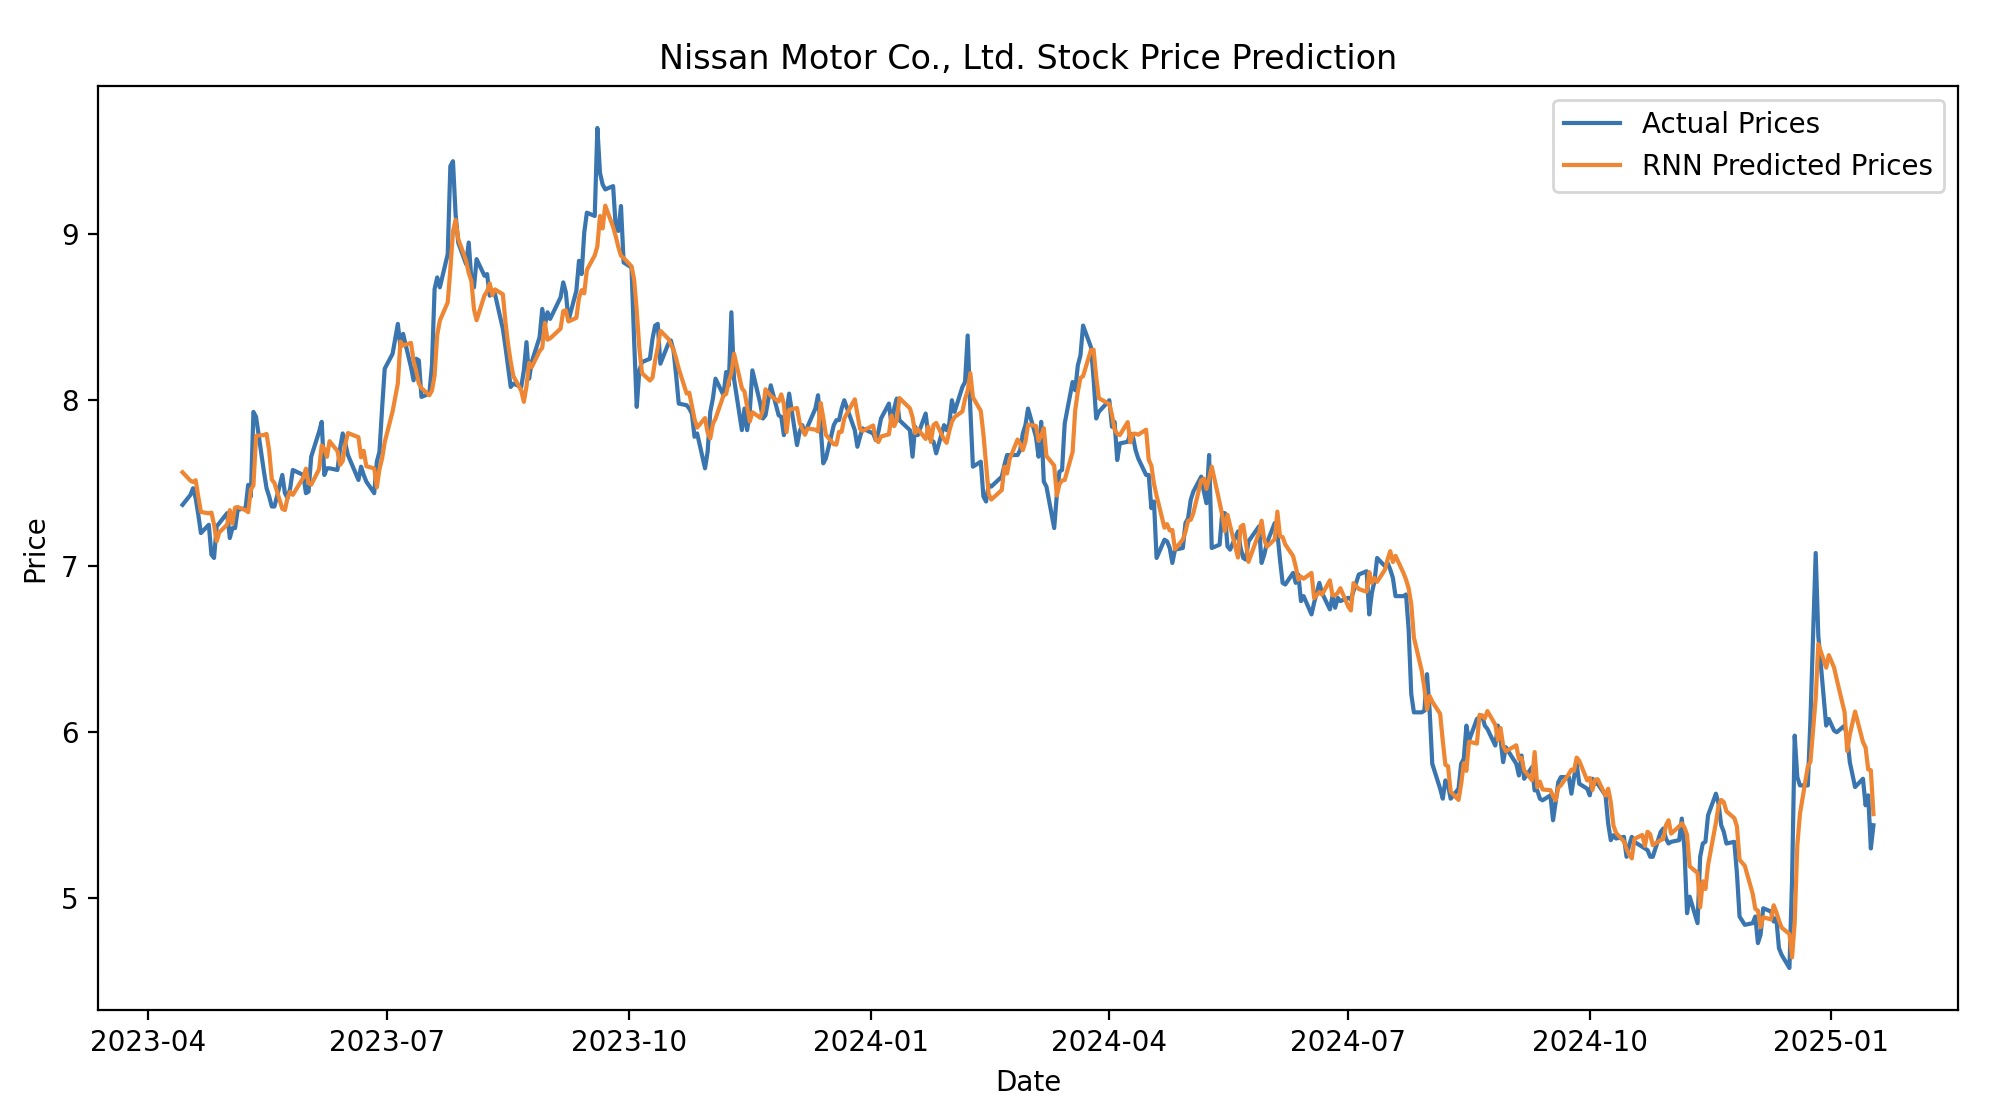 Nissan Motor Co., Ltd. Stock Price Prediction
Actual Prices
RNN Predicted Prices
Price
9
8
7
6
5
2023-04 2023-07 2023-10 2024-01 2024-04 2024-07 2024-10 2025-01
Date